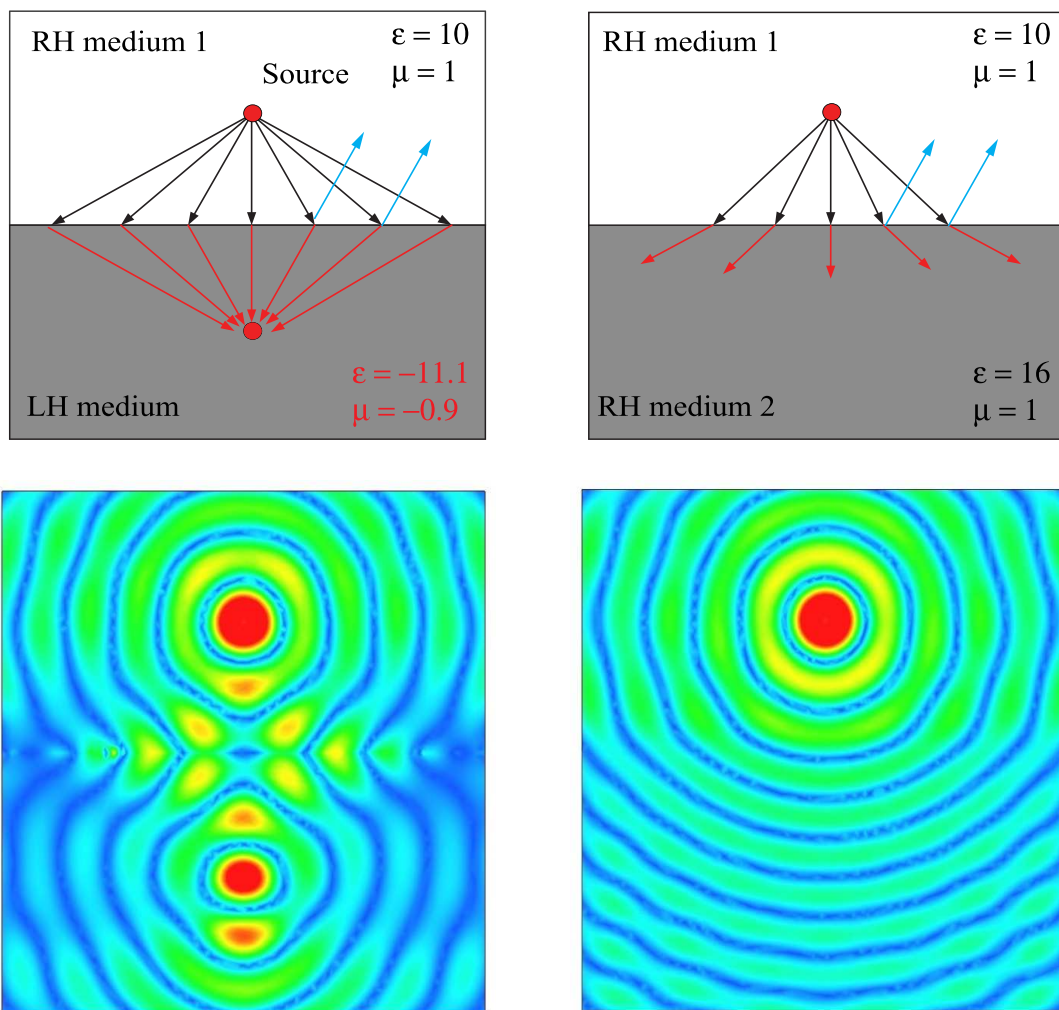 RH medium 1
ε = 10
μ = 1
Source
ε = −11.1
μ = −0.9
LH medium
RH medium 1
ε = 10
μ = 1
ε = 16
μ = 1
RH medium 2